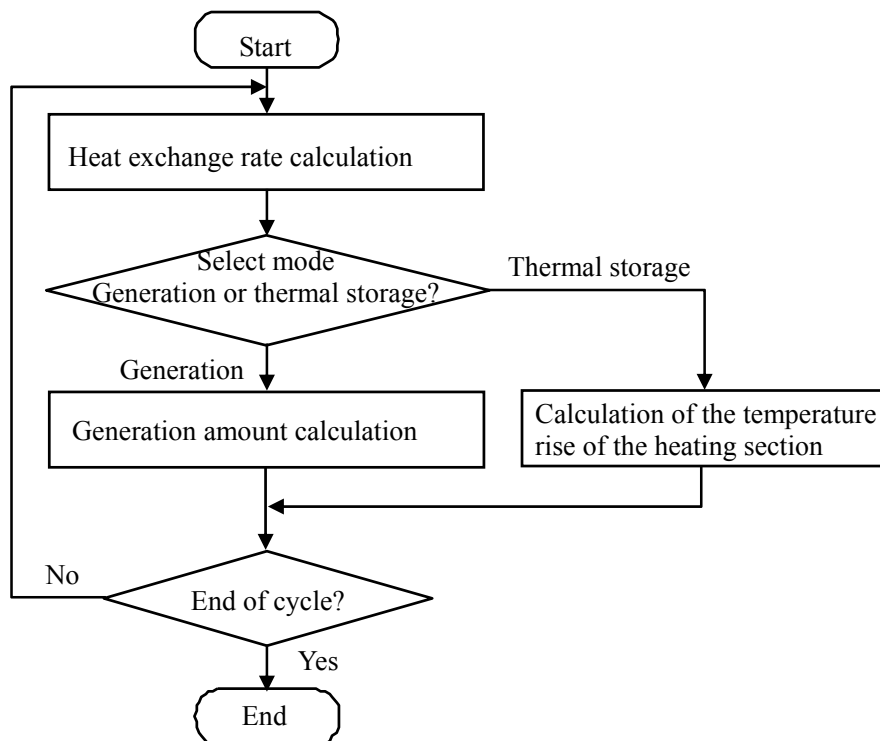 Start
Heat exchange rate calculation
Select mode
Generation or thermal storage?
Thermal storage
Generation
Generation amount calculation
Calculation of the temperature
rise of the heating section
No
End of cycle?
Yes
End